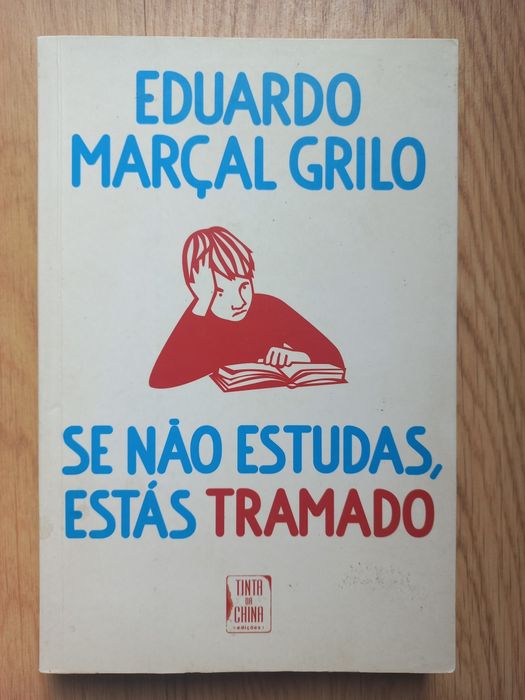 EDUARDO
MARÇAL GRILO
SE NÃO ESTUDAS,
ESTÁS TRAMADO
TINTA
DA
CHINA
edições